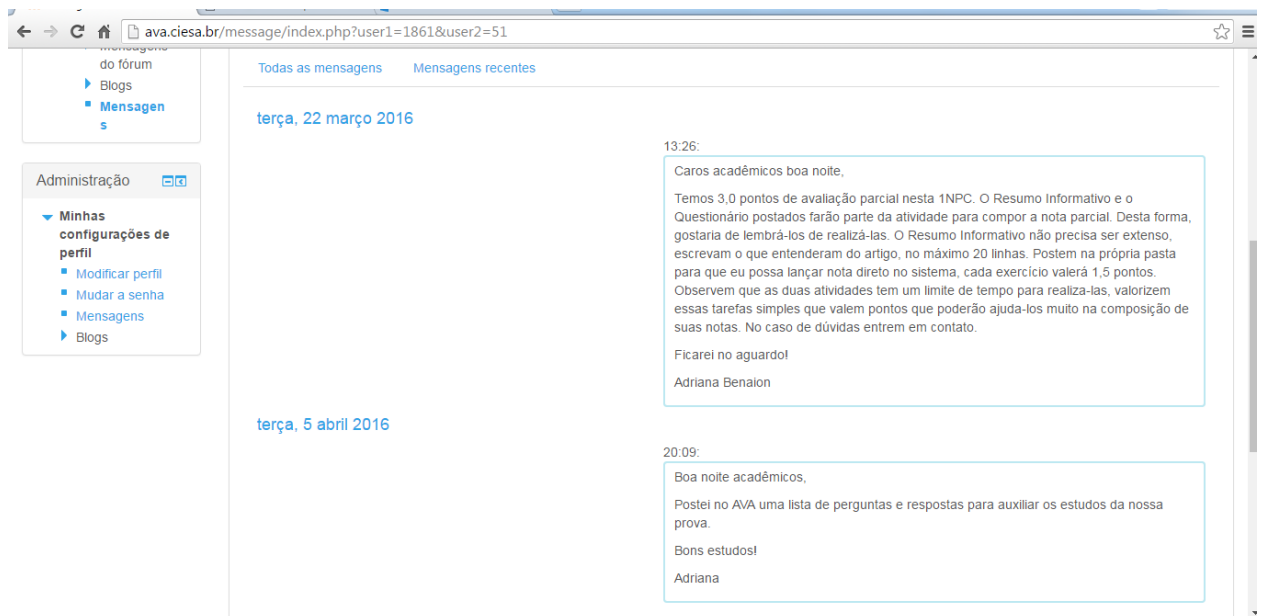 ava.ciesa.br/message/index.php?user1=1861&user2=51
do fórum
Blogs
Mensagen
s
Administração
Minhas
configurações de
perfil
Modificar perfil
Mudar a senha
Mensagens
Blogs
Todas as mensagens
Mensagens recentes
terça, 22 março 2016
13:26:
Caros acadêmicos boa noite,
Temos 3,0 pontos de avaliação parcial nesta 1NPC. O Resumo Informativo e o
Questionário postados farão parte da atividade para compor a nota parcial. Desta forma,
gostaria de lembrá-los de realizá-las. O Resumo Informativo não precisa ser extenso,
escrevam o que entenderam do artigo, no máximo 20 linhas. Postem na própria pasta
para que eu possa lançar nota direto no sistema, cada exercício valerá 1,5 pontos.
Observem que as duas atividades tem um limite de tempo para realiza-las, valorizem
essas tarefas simples que valem pontos que poderão ajuda-los muito na composição de
suas notas. No caso de dúvidas entrem em contato.
Ficarei no aguardo!
Adriana Benaion
terça, 5 abril 2016
20:09:
Boa noite acadêmicos,
Postei no AVA uma lista de perguntas e respostas para auxiliar os estudos da nossa
prova.
Bons estudos!
Adriana